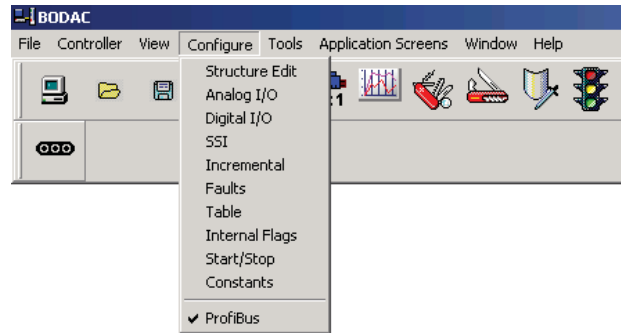 BODAC
File Controller View Configure Tools Application Screens Window Help
Structure Edit
Analog I/O
Digital I/O
:1
SSI
Incremental
Faults
Table
Internal Flags
Start/Stop
Constants
ProfiBus